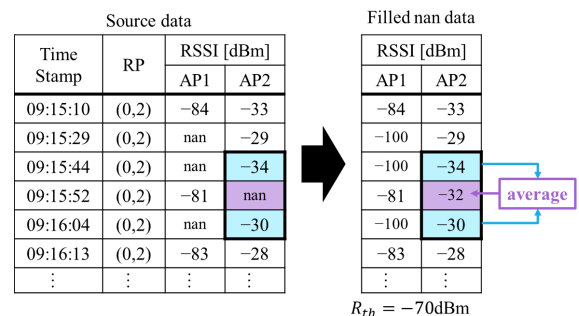 Source data
Time Stamp RP RSSI [dBm]
AP1 AP2
09:15:10 (0,2) −84 −33
09:15:29 (0,2) nan −29
09:15:44 (0,2) nan −34
09:15:52 (0,2) −81 nan
09:16:04 (0,2) nan −30
09:16:13 (0,2) −83 −28
⋮ ⋮ ⋮ ⋮
Filled nan data
RSSI [dBm]
AP1 AP2
−84 −33
−100 −29
−100 −34
−81 −32
−100 −30
−83 −28
⋮ ⋮
average
R_th = −70dBm